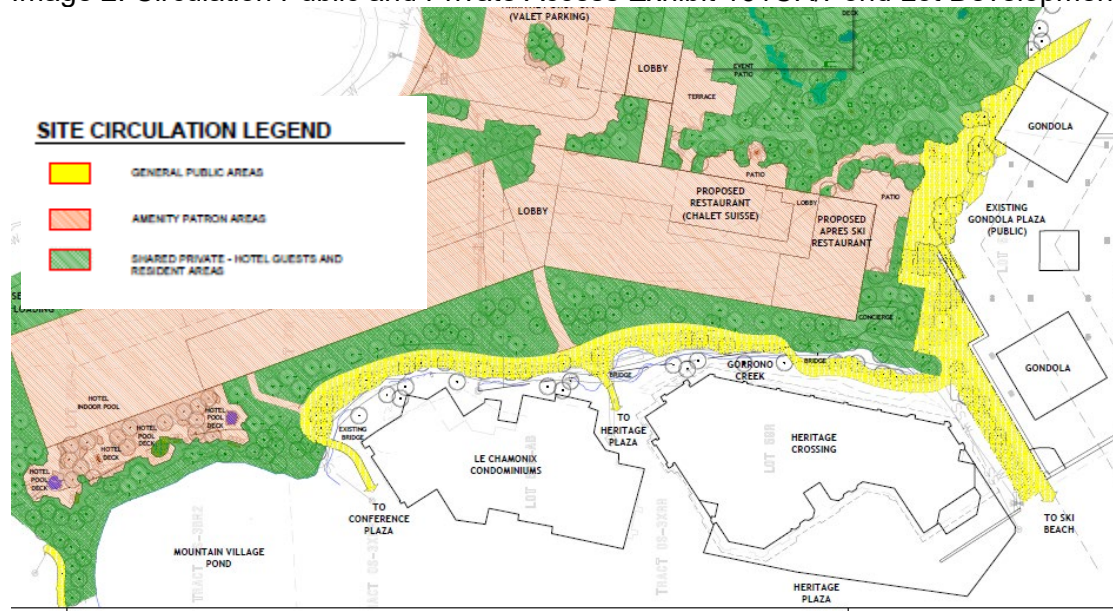 (VALET PARKING)
DECK
LOBBY
EVENT
PATIO
TERRACE
GONDOLA
SITE CIRCULATION LEGEND
GENERAL PUBLIC AREAS
AMENITY PATRON AREAS
SHARED PRIVATE - HOTEL GUESTS AND
RESIDENT AREAS
PATIO
LOBBY
PROPOSED
RESTAURANT
(CHALET SUISSE)
LOBBY
PATIO
PROPOSED
APRES SKI
RESTAURANT
EXISTING
GONDOLA PLAZA
(PUBLIC)
LOADING
CONCIERGE
BRIDGE
GORRONO
CREEK
BRIDGE
GONDOLA
HOTEL
INDOOR POOL
HOTEL
POOL
DECK
HOTEL
POOL
DECK
HOTEL
DECK
HOTEL
POOL
DECK
EXISTING
BRIDGE
TO
HERITAGE
PLAZA
LE CHAMONIX
CONDOMINIUMS
HERITAGE
CROSSING
TO
CONFERENCE
PLAZA
TO SKI
BEACH
MOUNTAIN VILLAGE
POND
HERITAGE
PLAZA